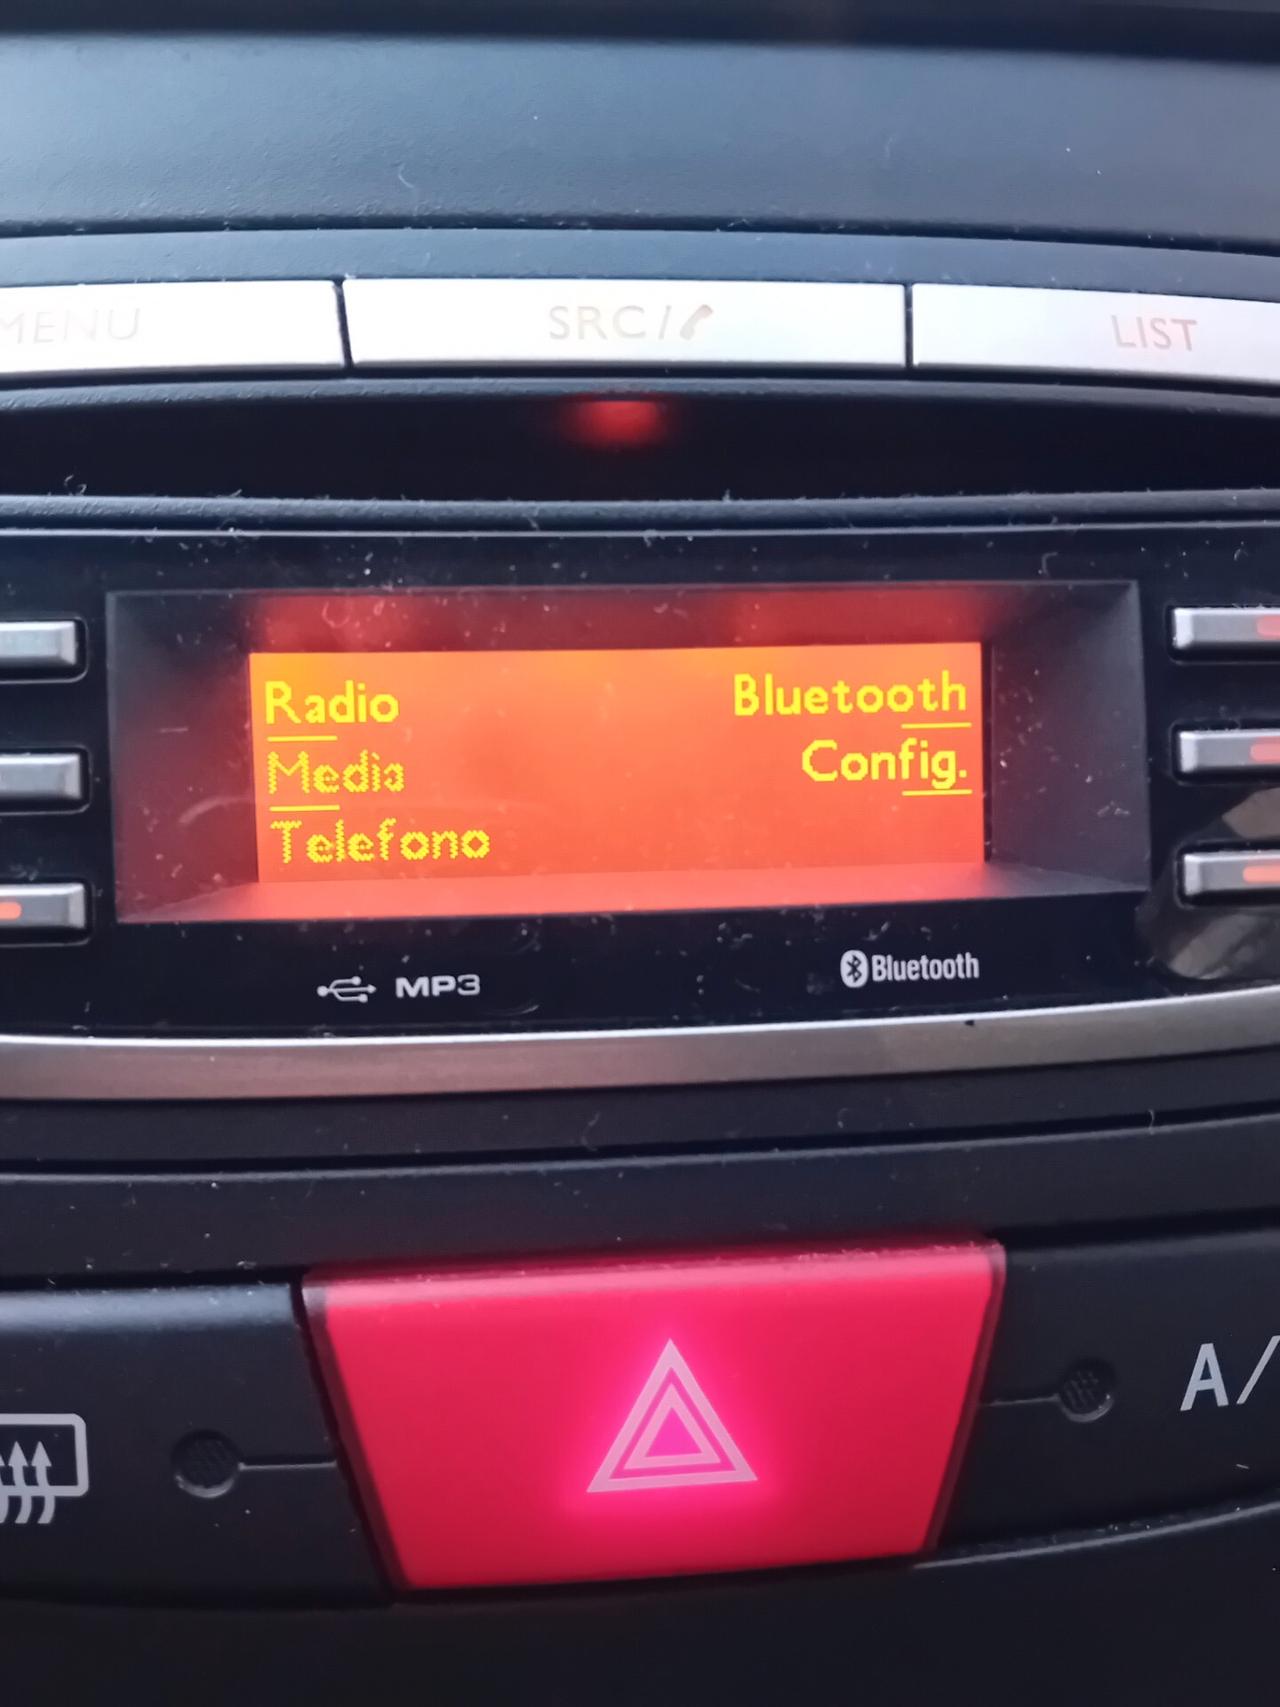 MENU
SRC/
LIST
Radio
Bluetooth
Media
Config.
Telefono
MP3
Bluetooth
A/